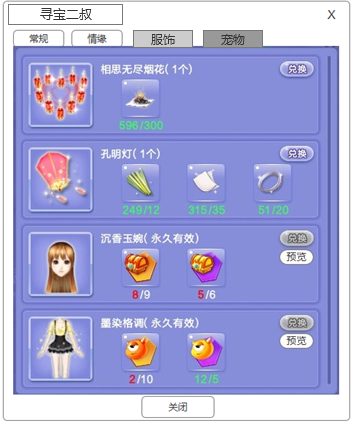 寻宝二叔
X
常规 情缘 服饰 宠物
相思无尽烟花( 1个)
兑换
596/300
孔明灯( 1个)
兑换
249/12 315/35 51/20
沉香玉婉( 永久有效)
兑换
预览
8/9 5/6
墨染格调( 永久有效)
兑换
预览
2/10 12/5
关闭